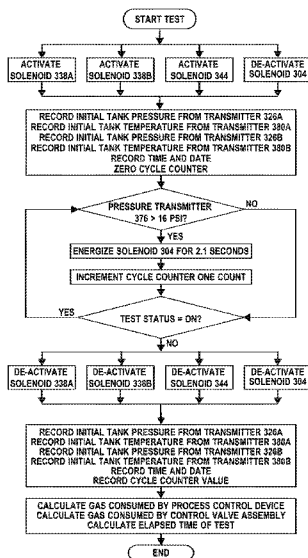 START TEST
ACTIVATE
SOLENOID 338A
ACTIVATE
SOLENOID 338B
ACTIVATE
SOLENOID 344
DE-ACTIVATE
SOLENOID 304
RECORD INITIAL TANK PRESSURE FROM TRANSMITTER 326A
RECORD INITIAL TANK TEMPERATURE FROM TRANSMITTER 380A
RECORD INITIAL TANK PRESSURE FROM TRANSMITTER 326B
RECORD INITIAL TANK TEMPERATURE FROM TRANSMITTER 380B
RECORD TIME AND DATE
ZERO CYCLE COUNTER
PRESSURE TRANSMITTER
376 > 16 PSI?
NO
YES
ENERGIZE SOLENOID 304 FOR 2.1 SECONDS
INCREMENT CYCLE COUNTER ONE COUNT
YES
TEST STATUS = ON?
NO
DE-ACTIVATE
SOLENOID 338A
DE-ACTIVATE
SOLENOID 338B
DE-ACTIVATE
SOLENOID 344
DE-ACTIVATE
SOLENOID 304
RECORD INITIAL TANK PRESSURE FROM TRANSMITTER 326A
RECORD INITIAL TANK TEMPERATURE FROM TRANSMITTER 380A
RECORD INITIAL TANK PRESSURE FROM TRANSMITTER 326B
RECORD INITIAL TANK TEMPERATURE FROM TRANSMITTER 380B
RECORD TIME AND DATE
RECORD CYCLE COUNTER VALUE
CALCULATE GAS CONSUMED BY PROCESS CONTROL DEVICE
CALCULATE GAS CONSUMED BY CONTROL VALVE ASSEMBLY
CALCULATE ELAPSED TIME OF TEST
END